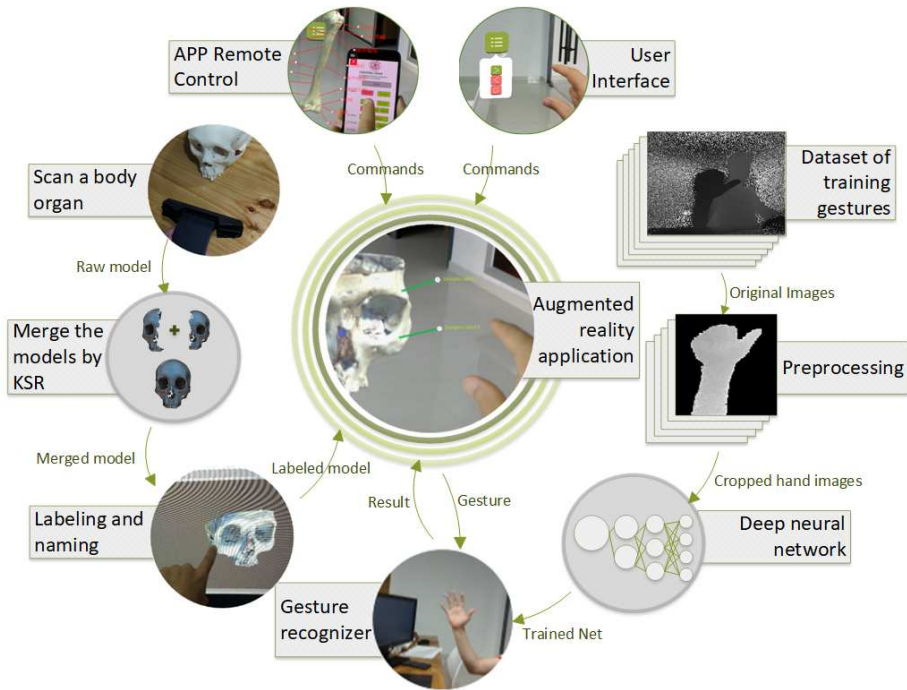 APP Remote
Control
User
Interface
Commands
Commands
Scan a body
organ
Dataset of
training
gestures
Raw model
Original Images
Merge the
models by
KSR
Augmented
reality
application
Preprocessing
Merged model
Labeled model
Cropped hand images
Result
Gesture
Labeling and
naming
Deep neural
network
Gesture
recognizer
Trained Net